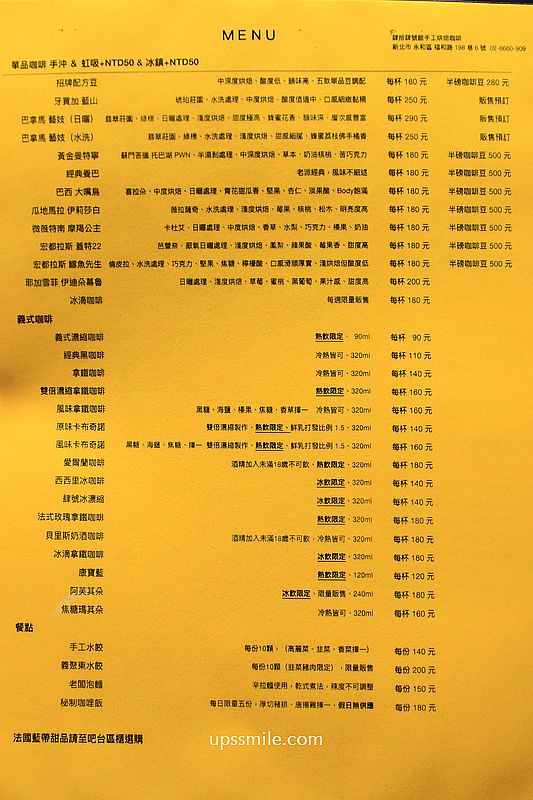 MENU
肆拾肆號館手工烘焙咖啡
新北市 永和區 福和路 198 巷 6 號 02-8660-909
單品咖啡 手沖 & 虹吸+NTD50 & 冰鎮+NTD50
招牌配方豆 中深度烘焙、酸度低、韻味高、五款單品豆調配 每杯 160 元 半磅咖啡豆 280 元
牙買加 藍山 琥珀莊園、水洗處理、中度烘焙、酸度值適中、口感細緻黏稠 每杯 250 元 販售預訂
巴拿馬 藝妓（日曬） 翡翠莊園、綠標、日曬處理、淺度烘焙、甜度極高、蜂蜜花香、韻味深、層次感豐富 每杯 290 元 販售預訂
巴拿馬 藝妓（水洗） 翡翠莊園、綠標、水洗處理、淺度烘焙、甜感細膩、蜂蜜荔枝佛手橘香 每杯 250 元 販售預訂
黃金曼特寧 蘇門答臘 托巴湖 PWN、半濕剝處理、中深度烘焙、草本、奶油核桃、苦巧克力 每杯 180 元 半磅咖啡豆 500 元
經典曼巴 老派經典，風味不細述 每杯 180 元 半磅咖啡豆 500 元
巴西 大嘴鳥 喜拉朵、中度烘焙、日曬處理、青花甜瓜香、堅果、杏仁、淡果酸、Body飽滿 每杯 180 元 半磅咖啡豆 500 元
瓜地馬拉 伊莉莎白 薇拉薩奇、水洗處理、淺度烘焙、莓果、核桃、松木、明亮度高 每杯 180 元 半磅咖啡豆 500 元
微薇特南 摩羯公主 卡杜艾、日曬處理、中度烘焙、香草、水梨、巧克力、榛果、奶油 每杯 180 元 半磅咖啡豆 500 元
宏都拉斯 蓋特22 芭督奈、厭氧日曬處理、淺度烘焙、鳳梨、蘋果酸、莓果香、甜度高 每杯 180 元 半磅咖啡豆 500 元
宏都拉斯 鱷魚先生 倫皮拉、水洗處理、巧克力、堅果、焦糖、檸檬酸、口感滑順厚實、淺烘焙但酸度低 每杯 180 元 半磅咖啡豆 500 元
耶加雪菲 伊迪朵慕魯 日曬處理、淺度烘焙、草莓、蜜桃、黑葡萄、果汁感、甜度高 每杯 200 元
冰滴咖啡 每週限量販售 每杯 180 元
義式咖啡
義式濃縮咖啡 熱飲限定、90ml 每杯 90 元
經典黑咖啡 冷熱皆可、320ml 每杯 110 元
拿鐵咖啡 冷熱皆可、320ml 每杯 140 元
雙倍濃縮拿鐵咖啡 熱飲限定、320ml 每杯 160 元
風味拿鐵咖啡 黑糖、海鹽、榛果、焦糖、香草擇一 冷熱皆可、320ml 每杯 160 元
原味卡布奇諾 雙倍濃縮製作、熱飲限定、鮮乳打發比例 1.5、320ml 每杯 140 元
風味卡布奇諾 黑糖、海鹽、焦糖、擇一 雙倍濃縮製作、熱飲限定、鮮乳打發比例 1.5、320ml 每杯 160 元
愛爾蘭咖啡 酒精加入未滿18歲不可飲、熱飲限定、320ml 每杯 180 元
西西里冰咖啡 冰飲限定、320ml 每杯 140 元
肆號冰濃縮 冰飲限定、320ml 每杯 140 元
法式玫瑰拿鐵咖啡 熱飲限定、320ml 每杯 180 元
貝里斯奶酒咖啡 酒精加入未滿18歲不可飲，冷熱皆可、320ml 每杯 180 元
冰滴拿鐵咖啡 冰飲限定、320ml 每杯 180 元
康寶藍 熱飲限定、120ml 每杯 120 元
阿芙其朵 冰飲限定、限量販售、240ml 每杯 180 元
焦糖瑪其朵 冷熱皆可、320ml 每杯 160 元
餐點
手工水餃 每份10顆，（高麗菜、韭菜、香菜擇一） 每份 140 元
義聚東水餃 每份10顆（韭菜豬肉限定），限量販售 每份 200 元
老闆泡麵 辛拉麵使用，乾式煮法，辣度不可調整 每份 150 元
秘制咖哩飯 每日限量五份，厚切豬排、唐揚雞擇一，假日無供應 每份 180 元
法國藍帶甜品請至吧台區櫃選購
upssmile.com